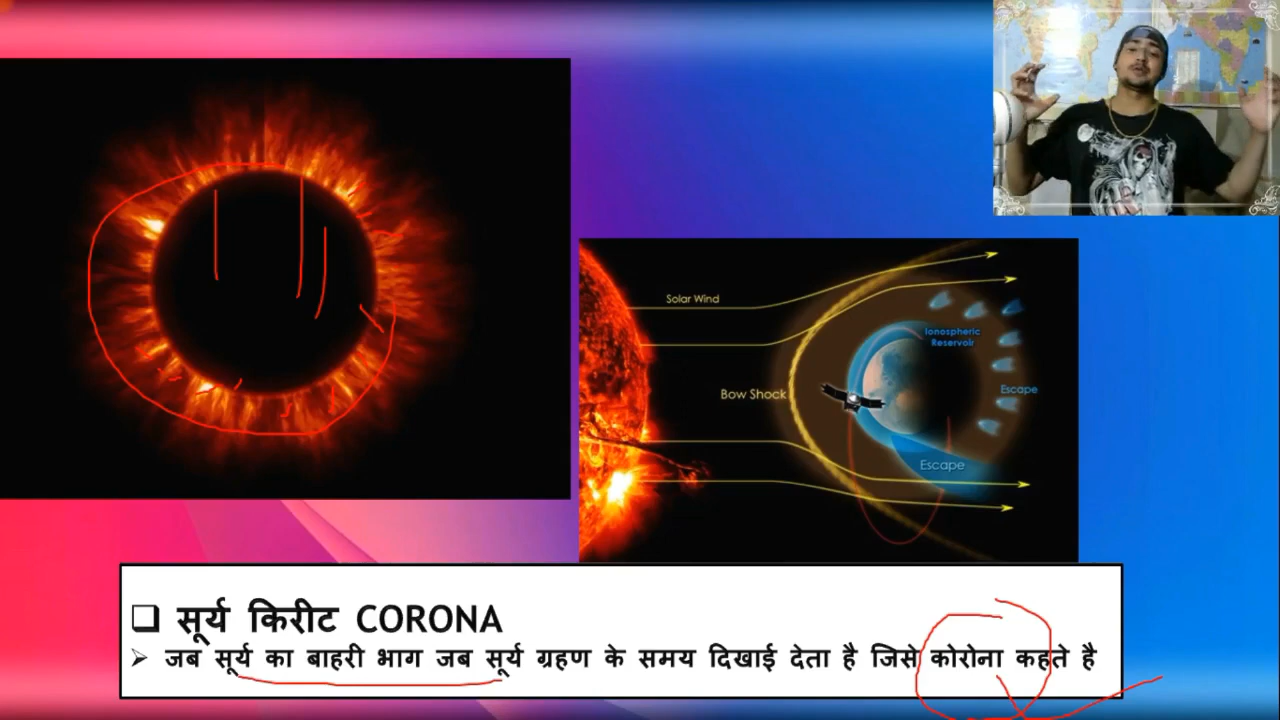 Solar Wind
Ionospheric
Reservoir
Bow Shock
Escape
Escape
❑ सूर्य किरीट CORONA
➢ जब सूर्य का बाहरी भाग जब सूर्य ग्रहण के समय दिखाई देता है जिसे कोरोना कहते है